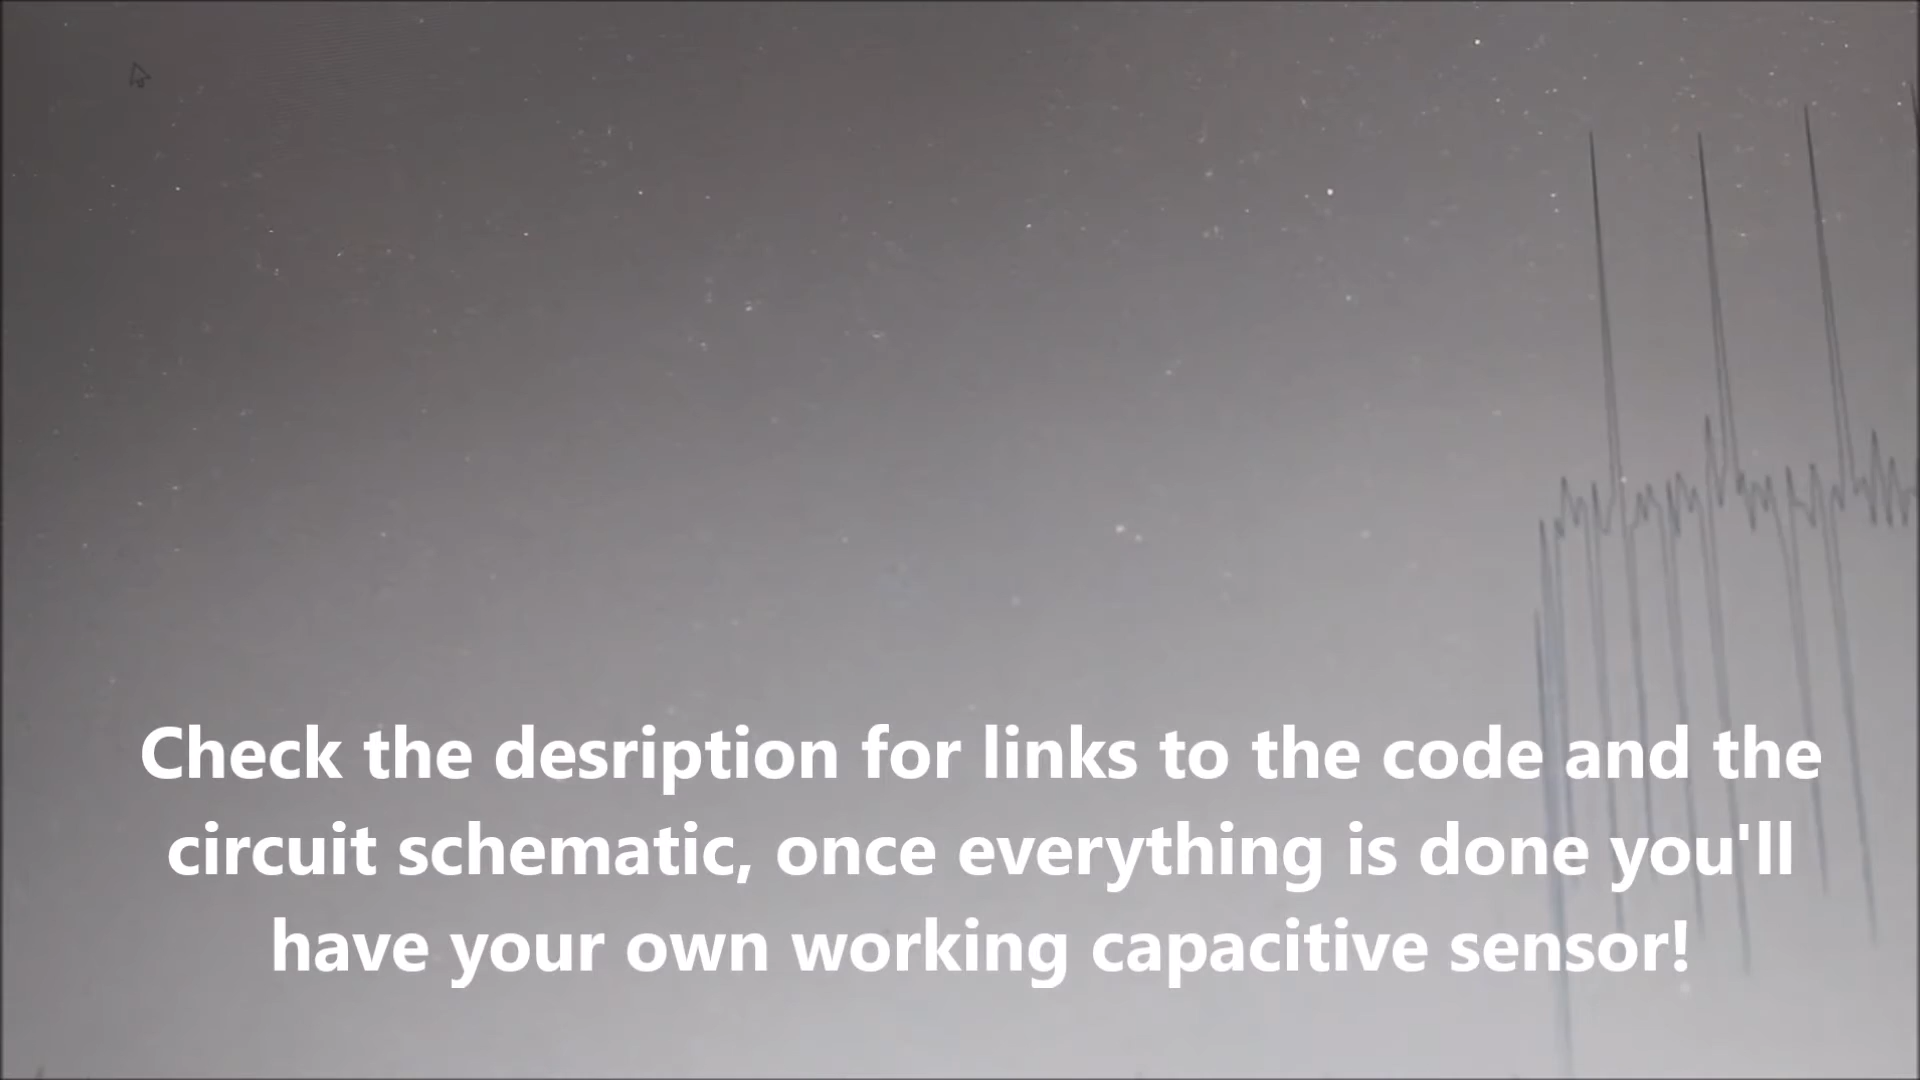 Check the desription for links to the code and the
circuit schematic, once everything is done you'll
have your own working capacitive sensor!